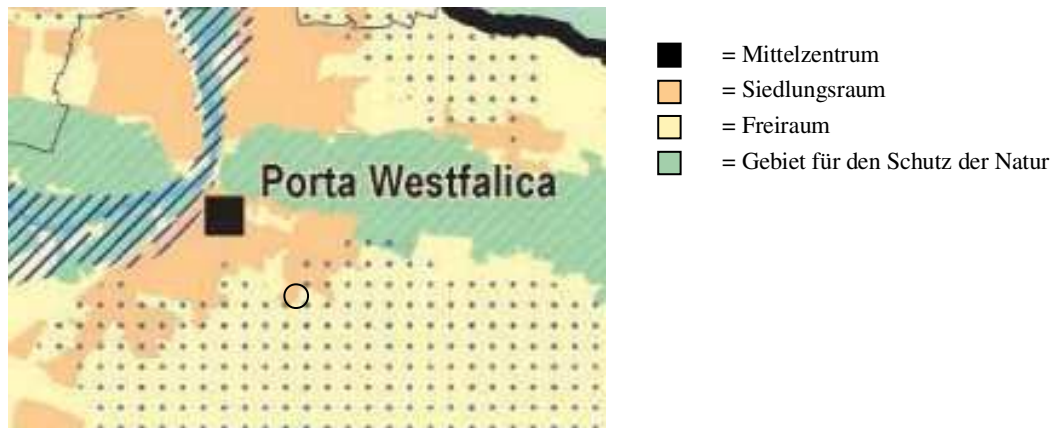 Porta Westfalica
= Mittelzentrum
= Siedlungsraum
= Freiraum
= Gebiet für den Schutz der Natur